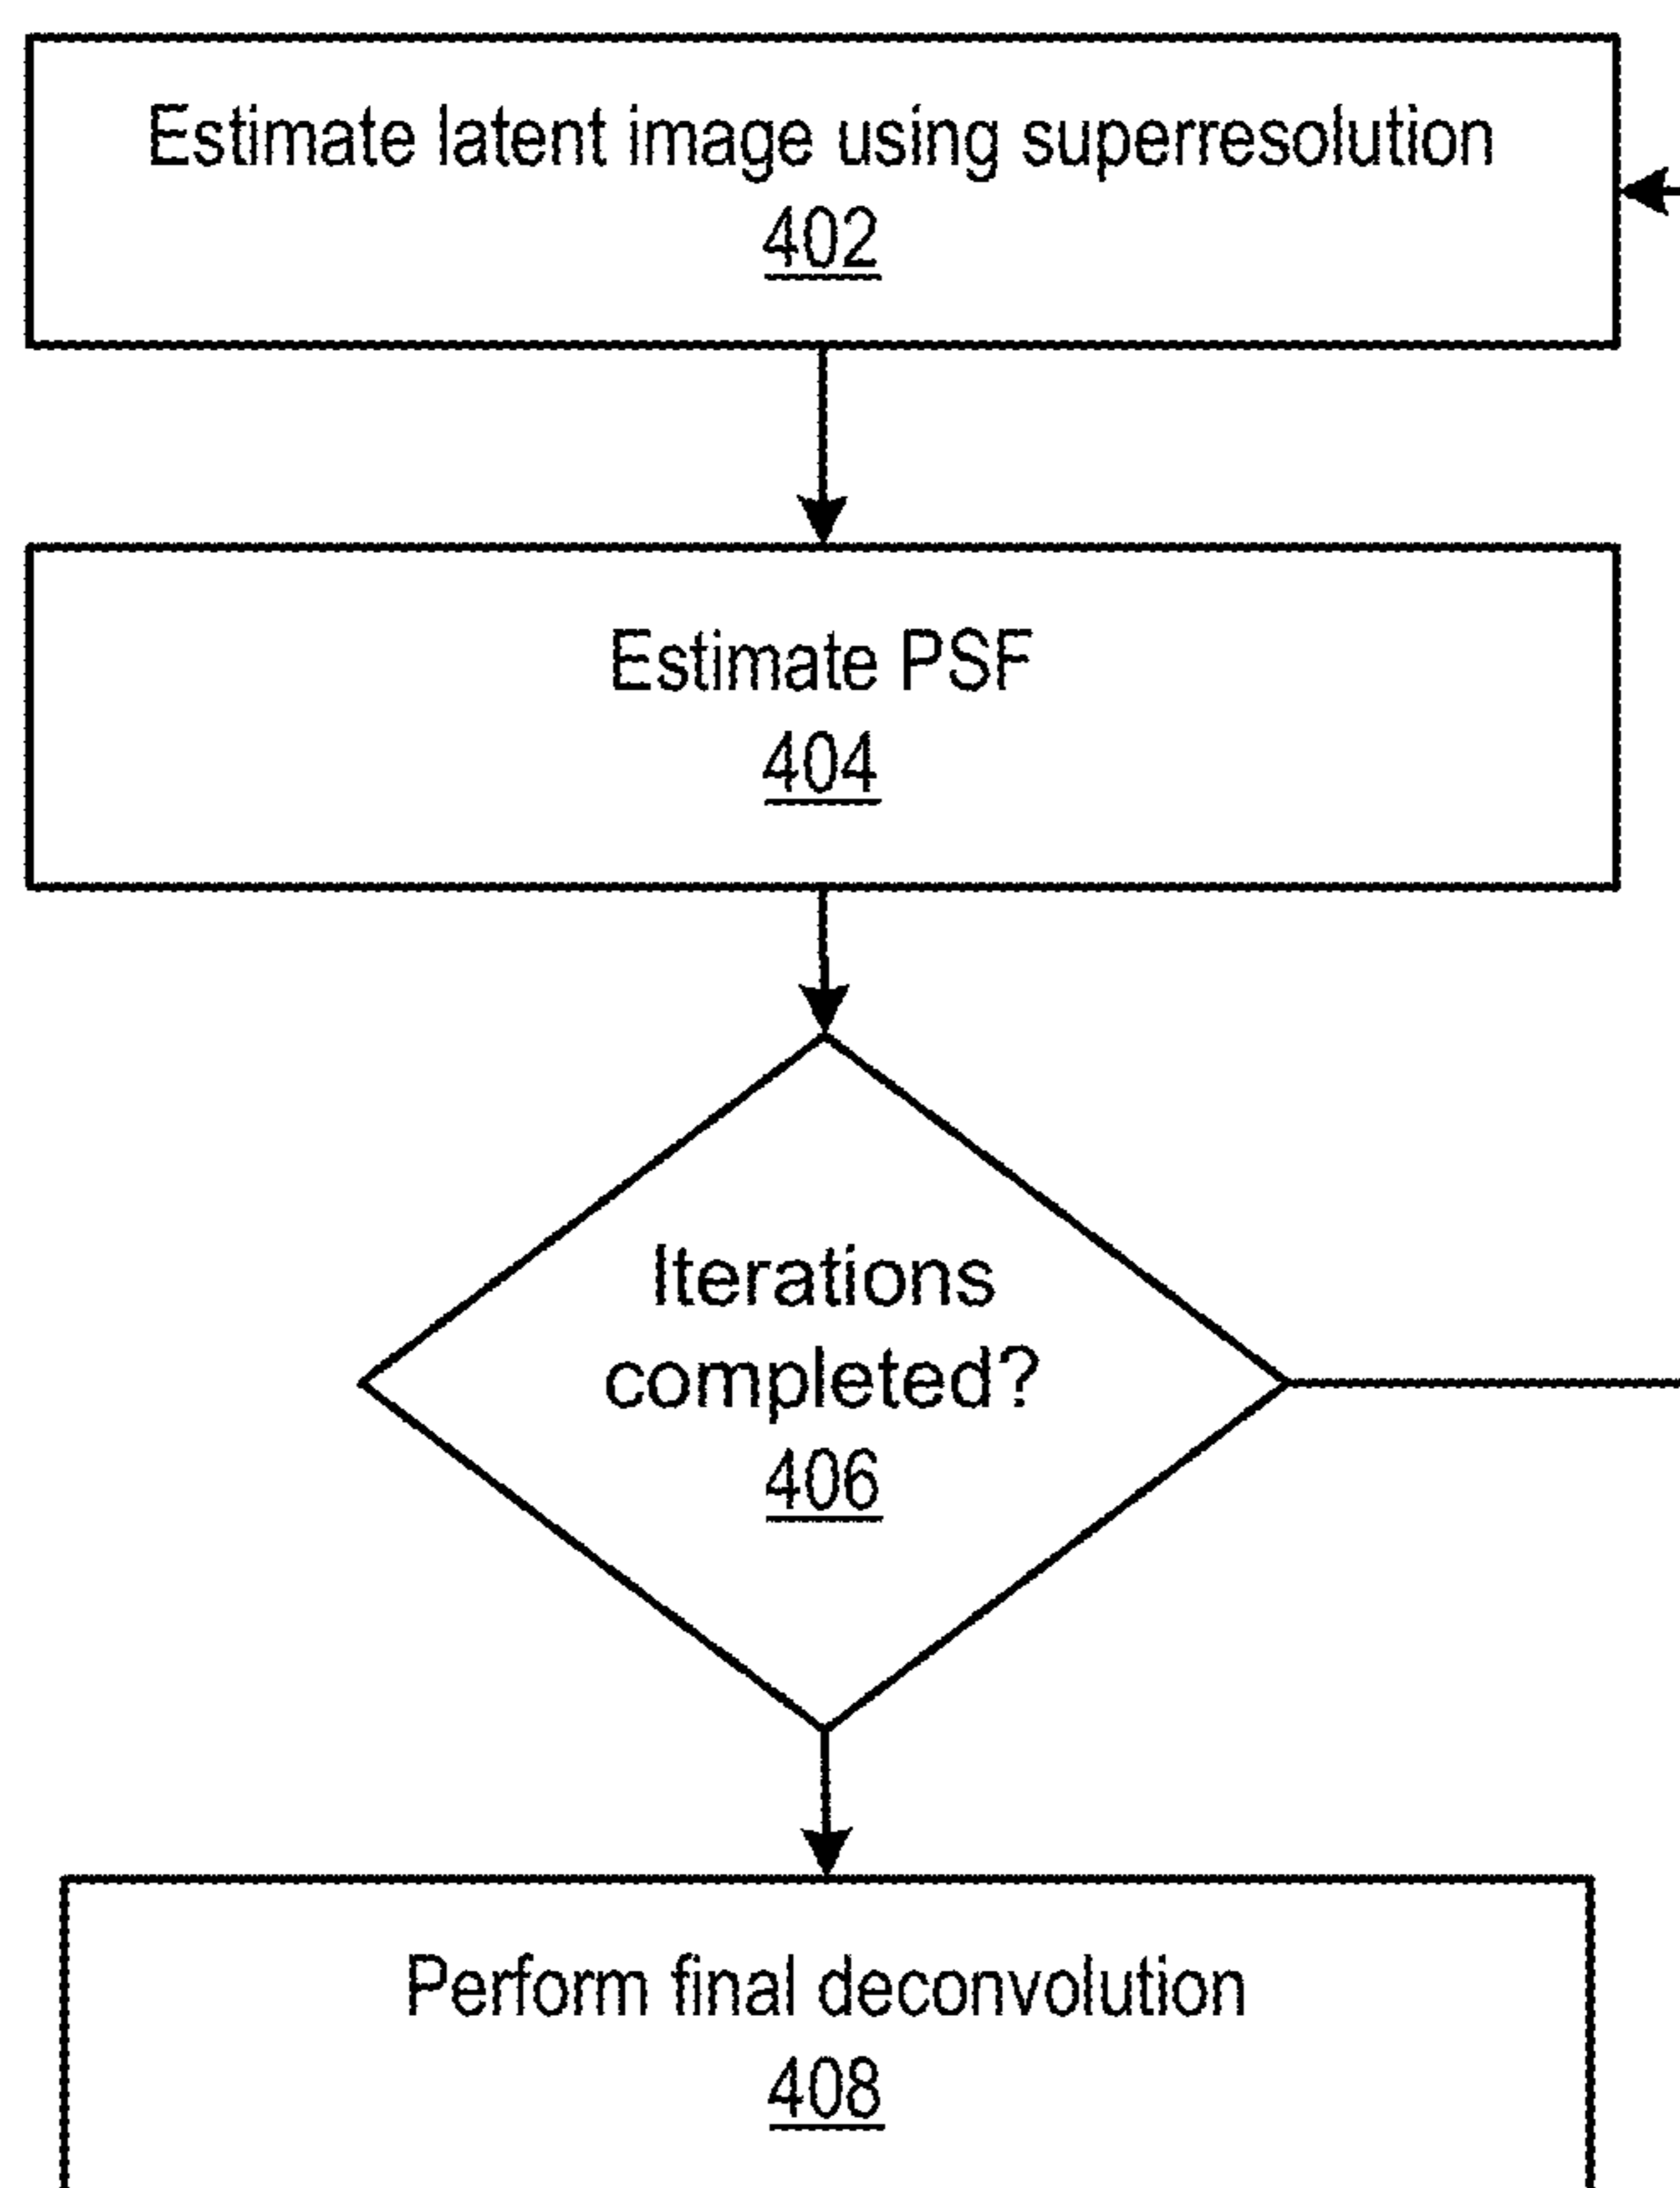 Estimate latent image using superresolution
402
Estimate PSF
404
Iterations
completed?
406
Perform final deconvolution
408